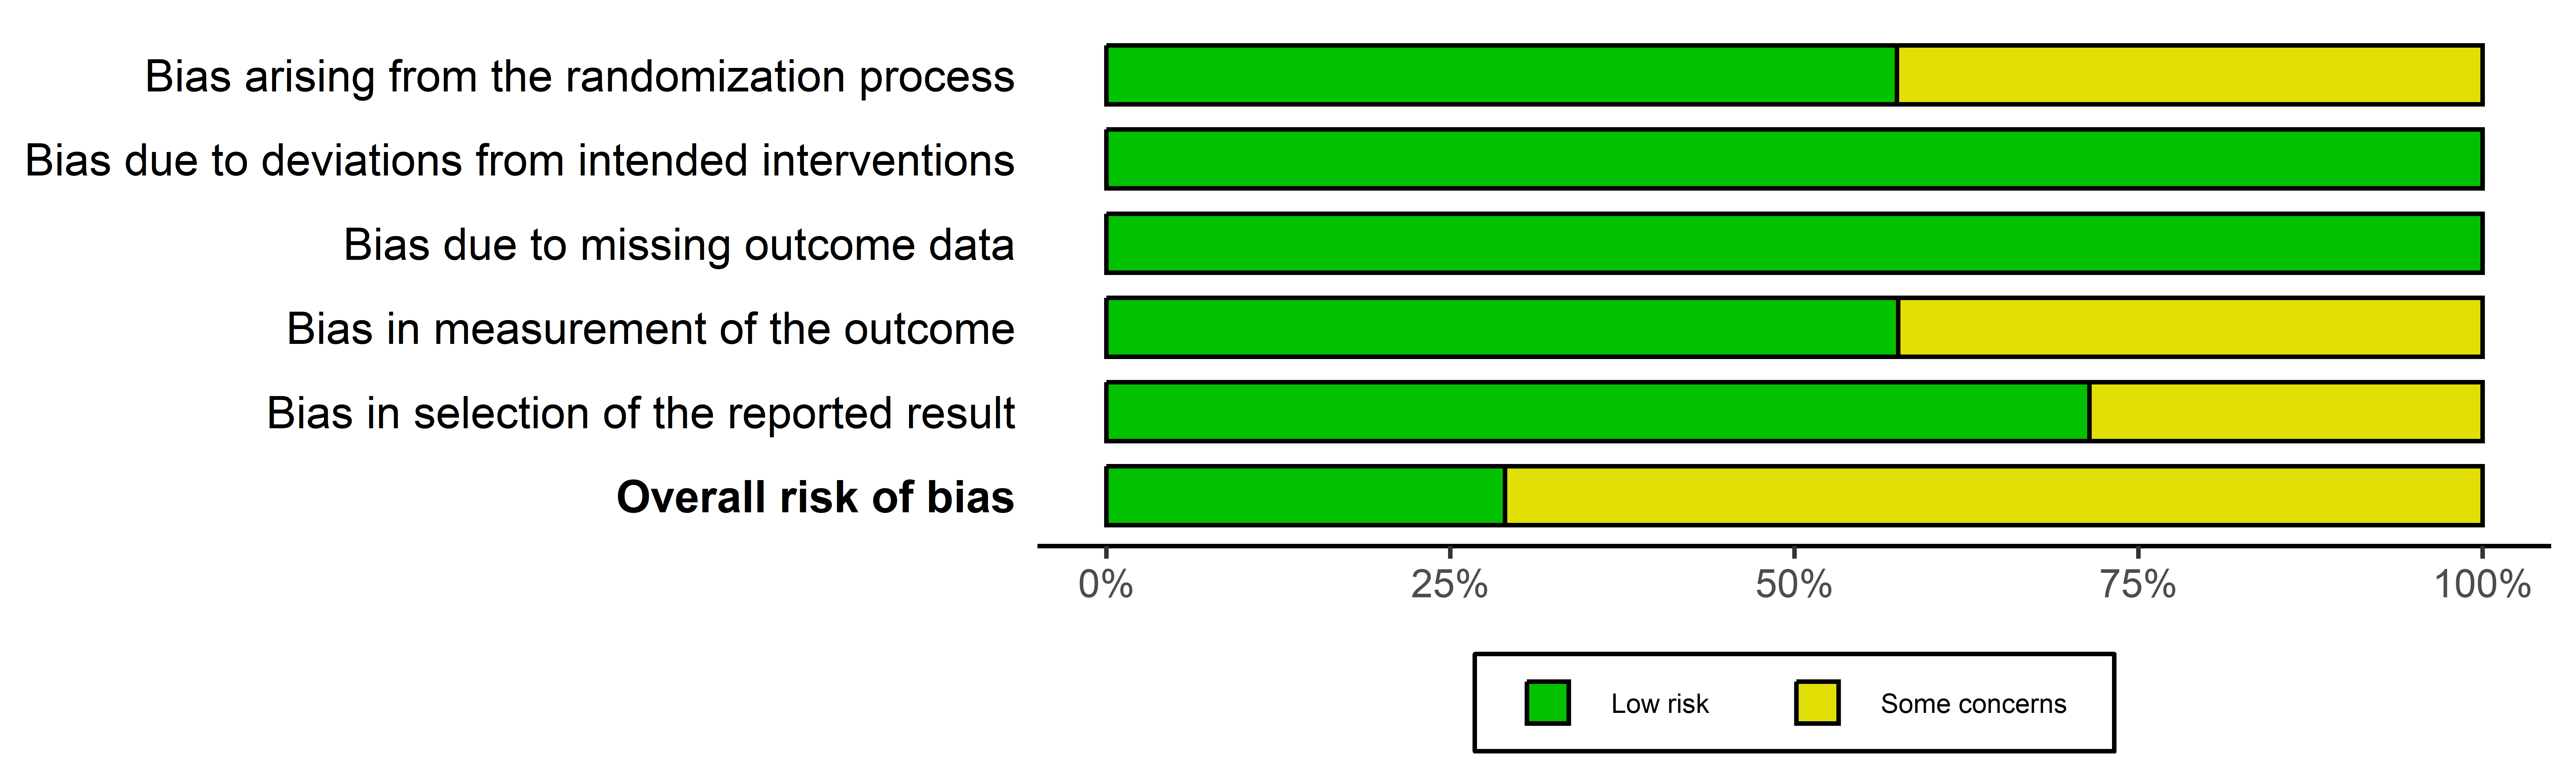 Bias arising from the randomization process
Bias due to deviations from intended interventions
Bias due to missing outcome data
Bias in measurement of the outcome
Bias in selection of the reported result
Overall risk of bias
0% 25% 50% 75% 100%
Low risk Some concerns